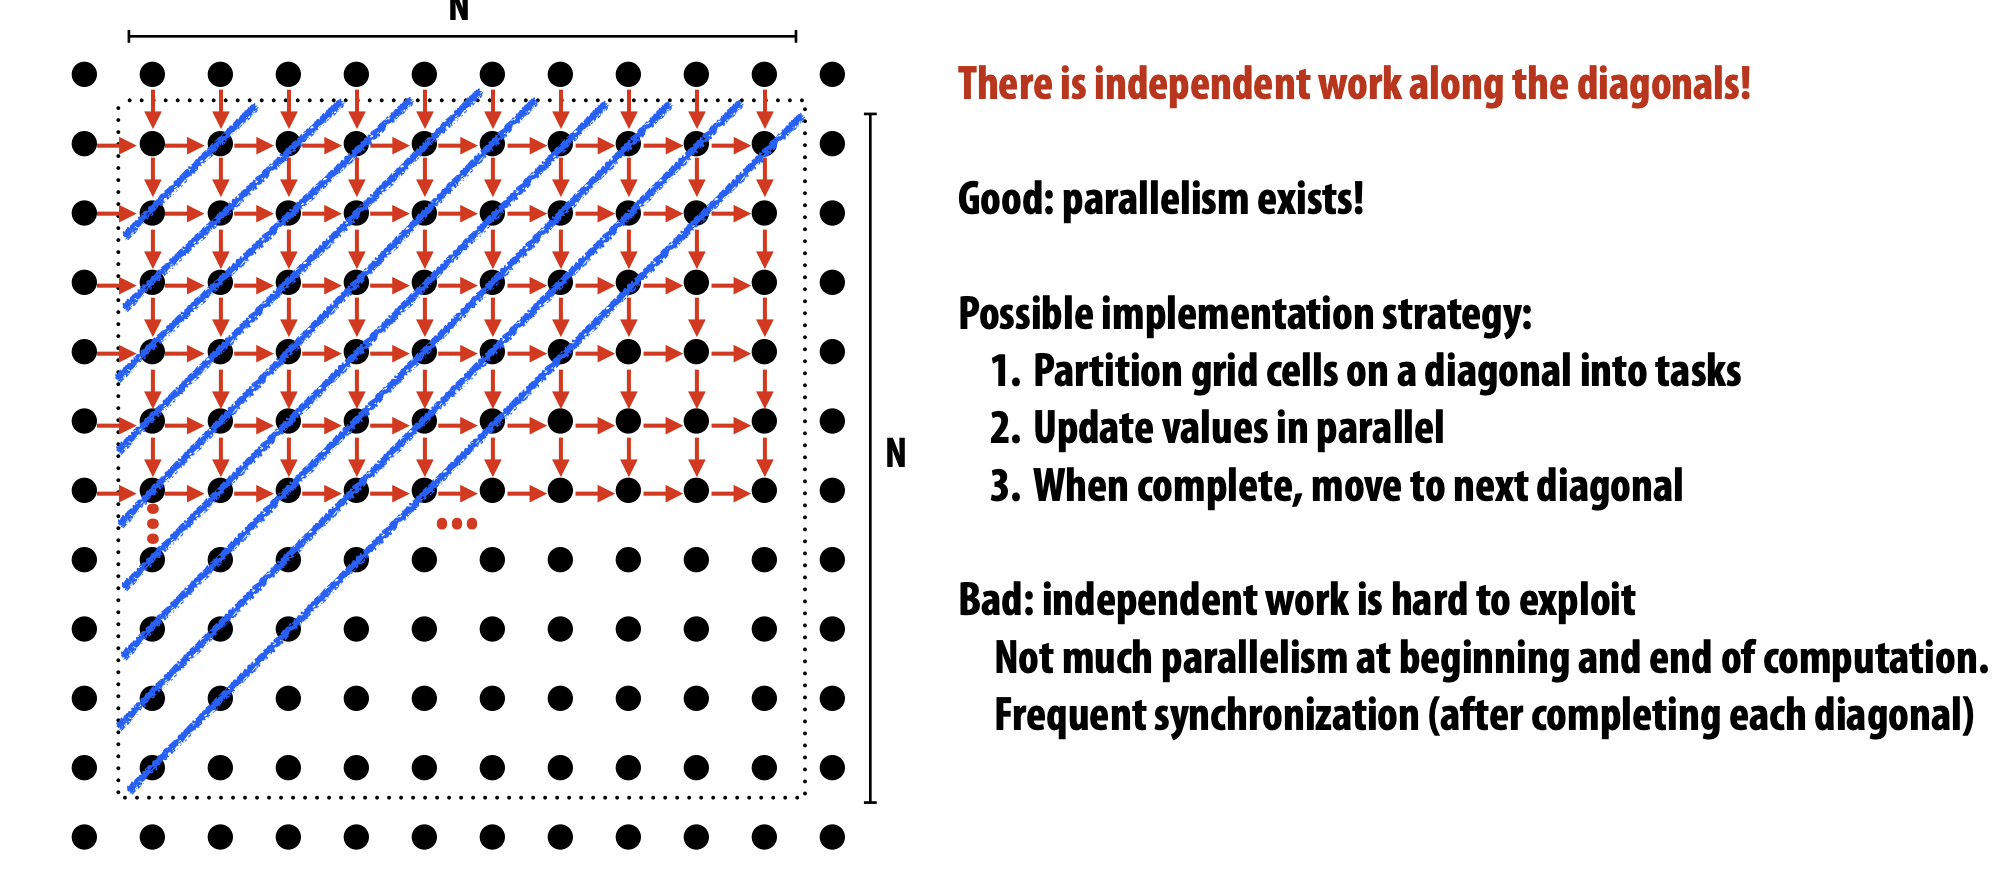 N
There is independent work along the diagonals!
Good: parallelism exists!
Possible implementation strategy:
1. Partition grid cells on a diagonal into tasks
2. Update values in parallel
3. When complete, move to next diagonal
N
Bad: independent work is hard to exploit
Not much parallelism at beginning and end of computation.
Frequent synchronization (after completing each diagonal)